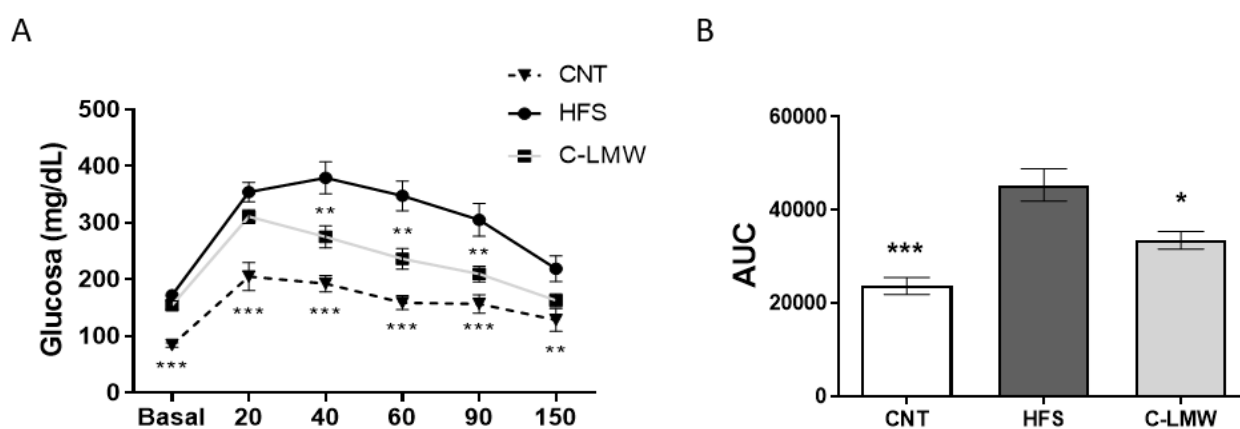 A
CNT
HFS
C-LMW
Glucosa (mg/dL)
500
400
300
200
100
0
**
**
**
***
***
***
***
***
**
Basal 20 40 60 90 150
B
AUC
60000
40000
20000
0
***
*
CNT HFS C-LMW